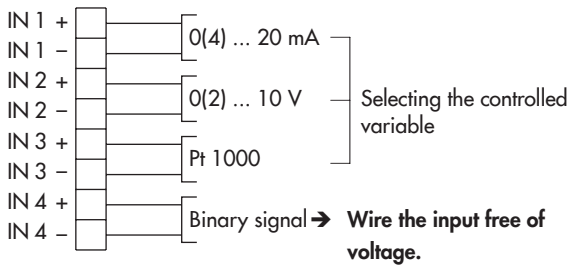 IN 1 +
IN 1 –
0(4) ... 20 mA
IN 2 +
IN 2 –
0(2) ... 10 V
Selecting the controlled
variable
IN 3 +
IN 3 –
Pt 1000
IN 4 +
IN 4 –
Binary signal ➔ Wire the input free of
voltage.